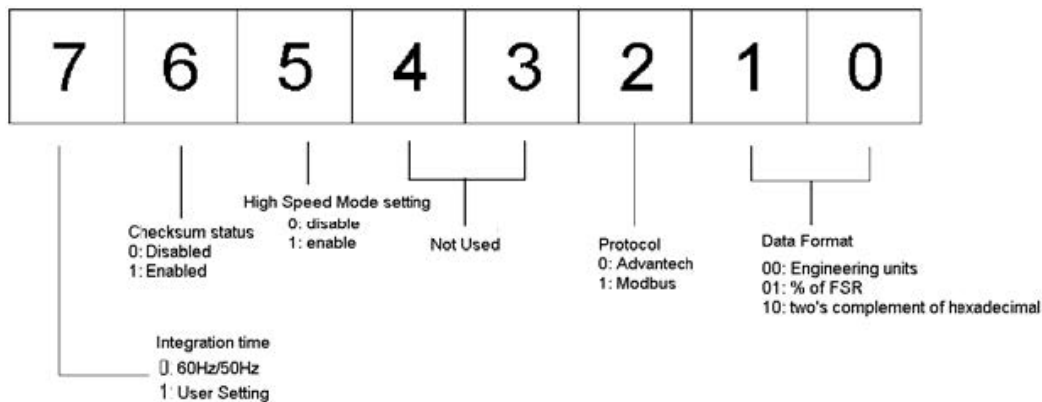 7 6 5 4 3 2 1 0
High Speed Mode setting
0: disable
1: enable
Checksum status
0: Disabled
1: Enabled
Not Used
Protocol
0: Advantech
1: Modbus
Data Format
00: Engineering units
01: % of FSR
10: two's complement of hexadecimal
Integration time
0: 60Hz/50Hz
1: User Setting